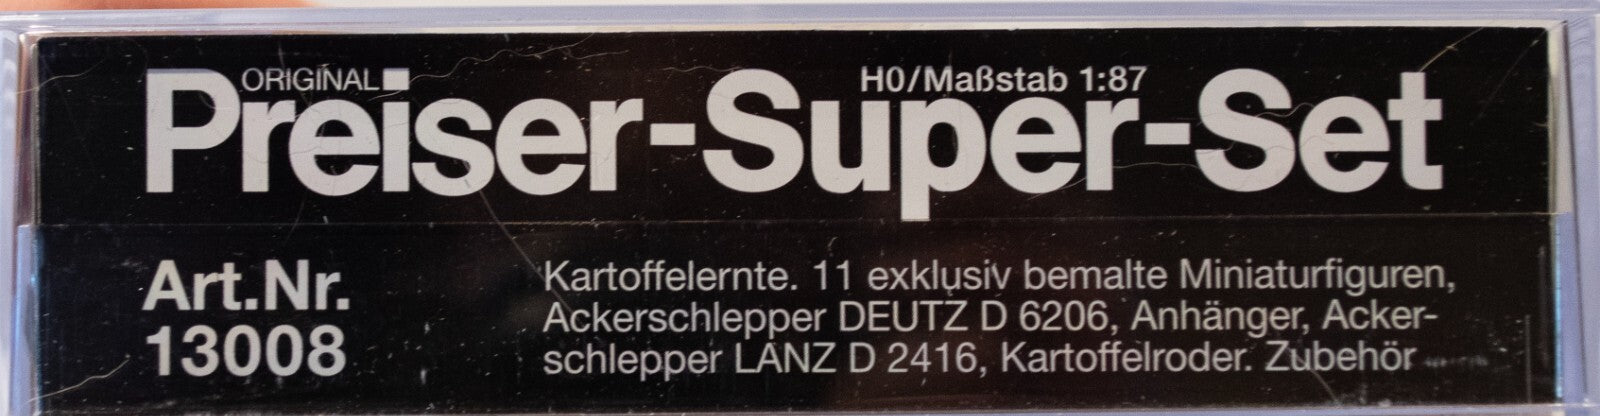 ORIGINAL
H0/Maßstab 1:87
Preiser-Super-Set
Art.Nr.
13008
Kartoffelernte. 11 exklusiv bemalte Miniaturfiguren,
Ackerschlepper DEUTZ D 6206, Anhänger, Acker-
schlepper LANZ D 2416, Kartoffelroder. Zubehör